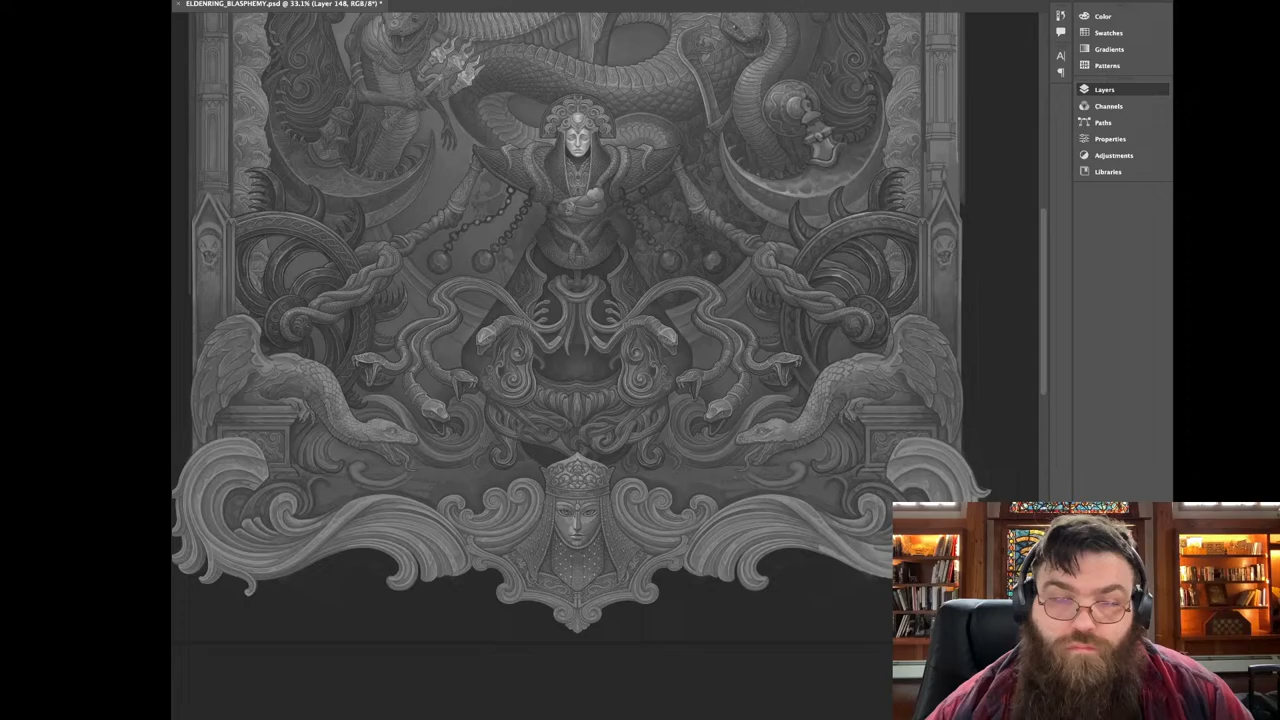 × ELDENRING_BLASPHEMY.psd @ 33.1% (Layer 148, RGB/8*) *
Color
Swatches
Gradients
Patterns
Layers
Channels
Paths
Properties
Adjustments
Libraries